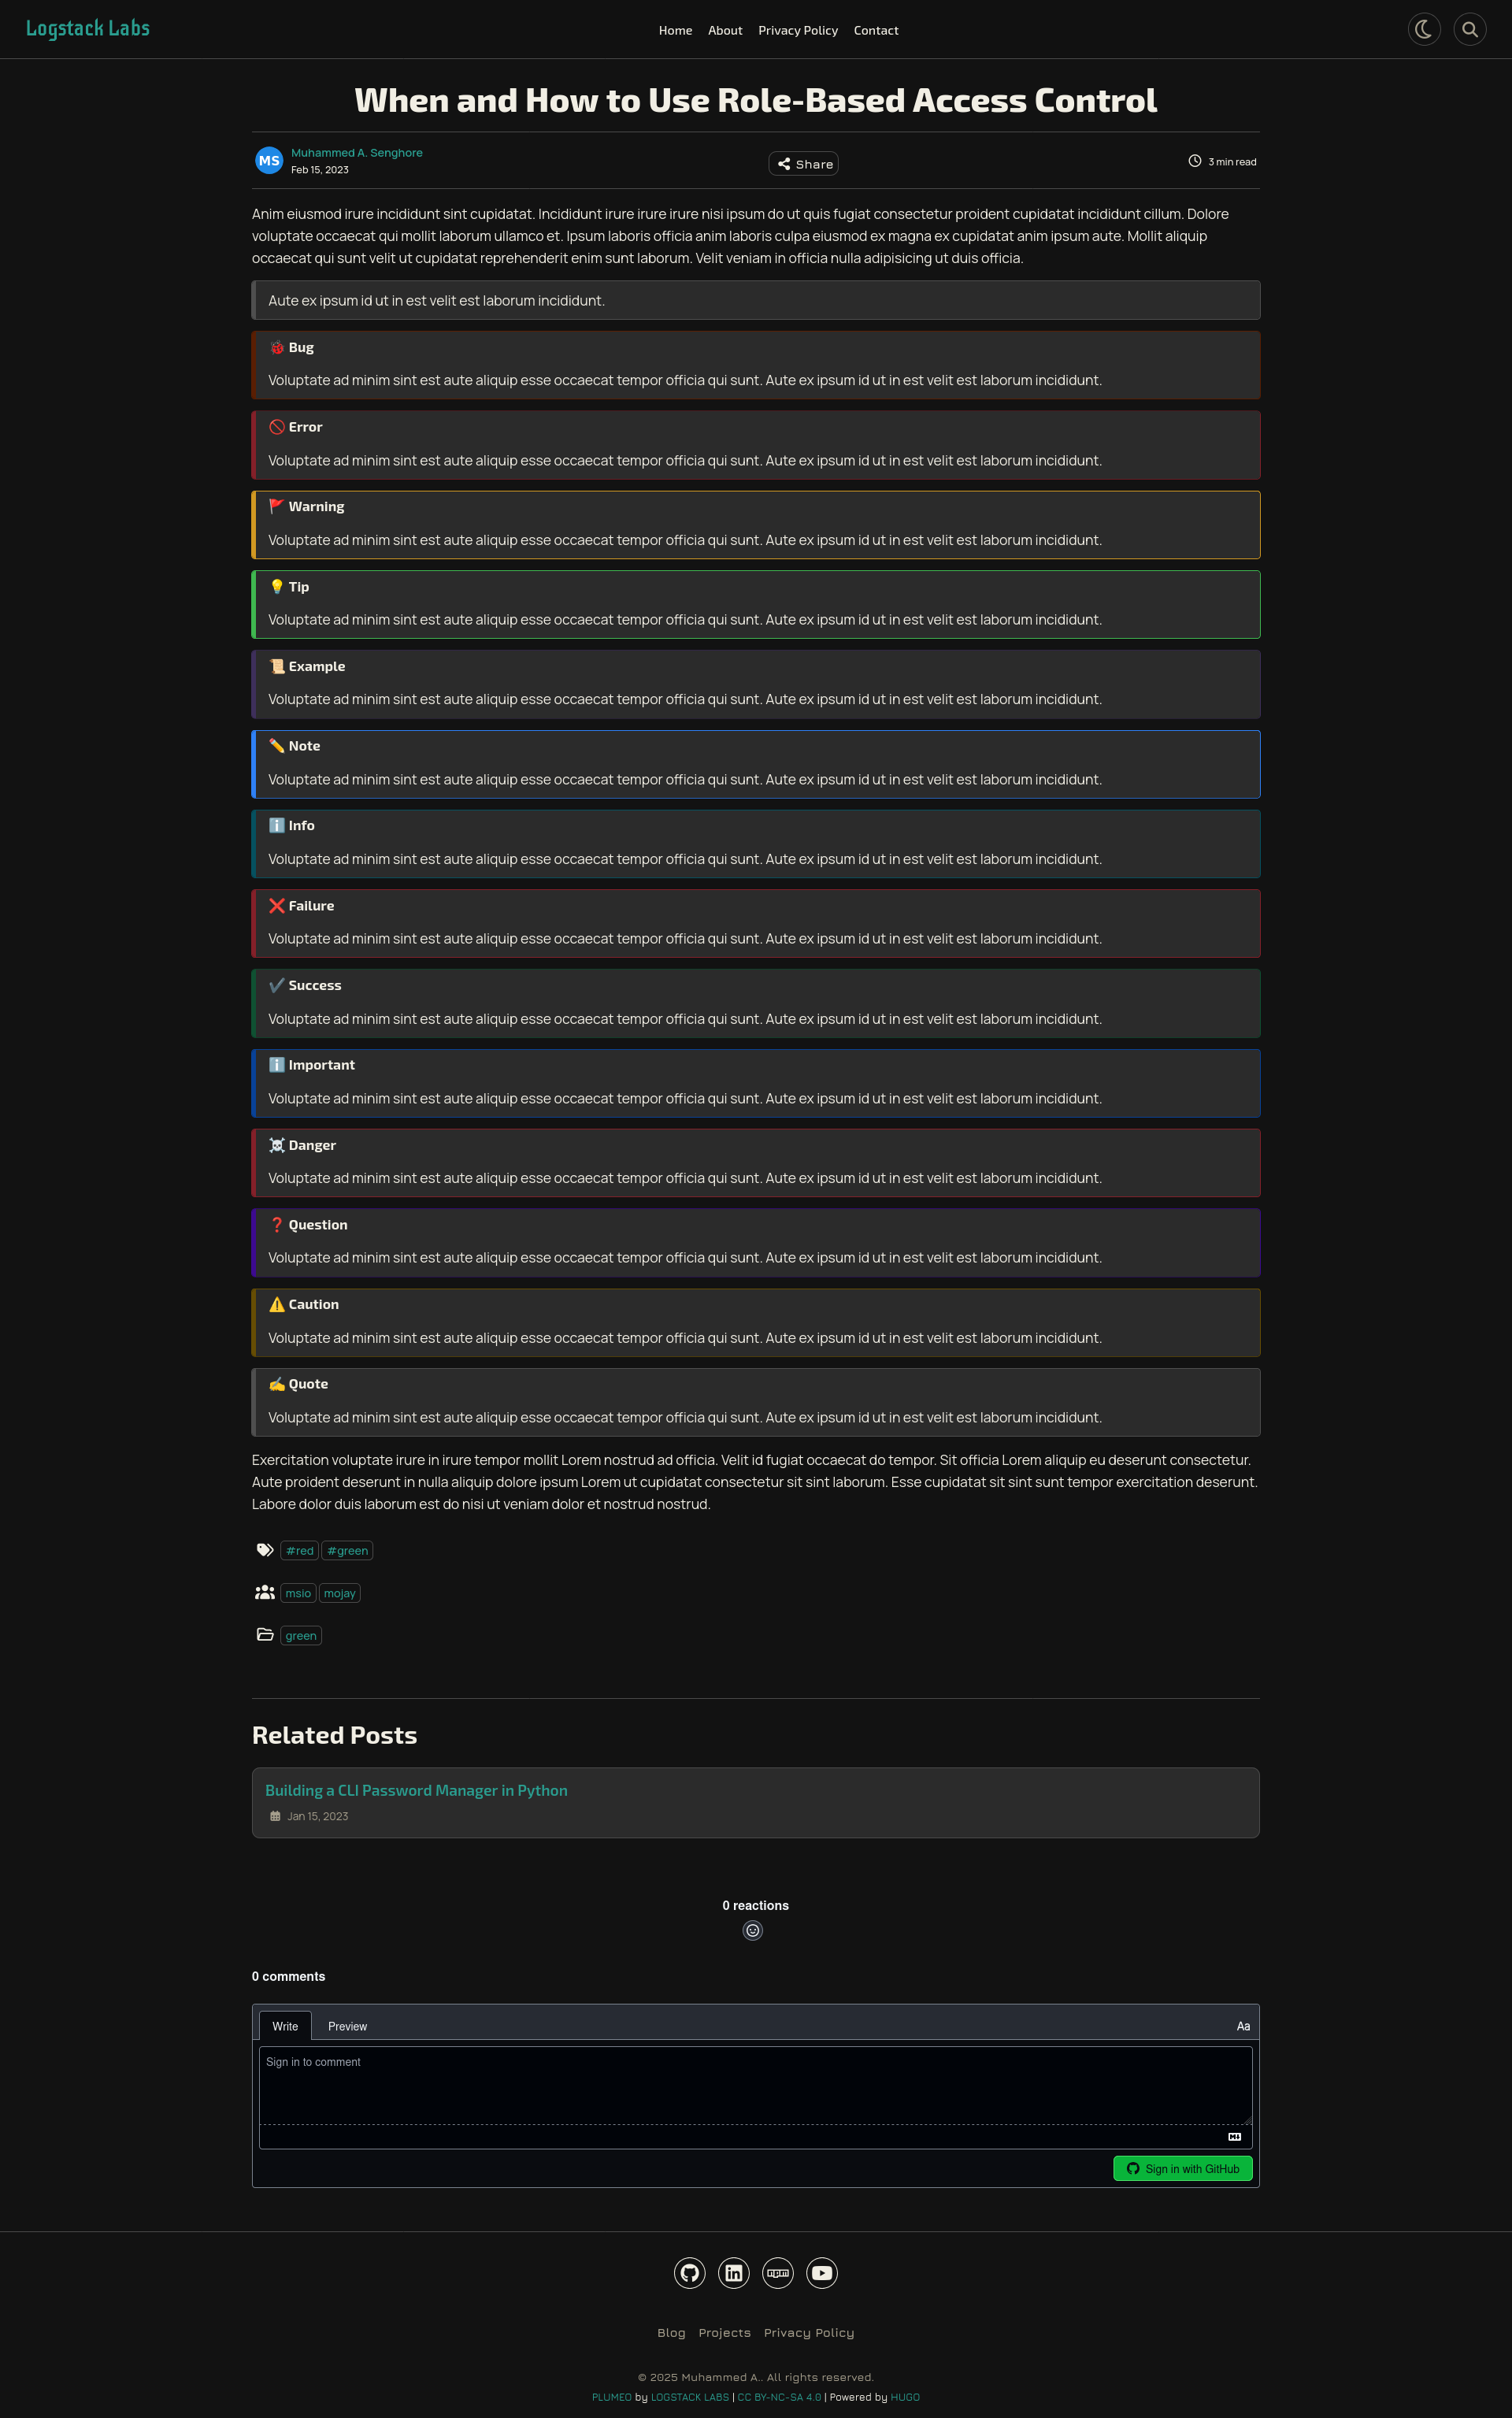 Logstack Labs
Home About Privacy Policy Contact
When and How to Use Role-Based Access Control
MS Muhammed A. Senghore
Feb 15, 2023
Share
3 min read
Anim eiusmod irure incididunt sint cupidatat. Incididunt irure irure irure nisi ipsum do ut quis fugiat consectetur proident cupidatat incididunt cillum. Dolore
voluptate occaecat qui mollit laborum ullamco et. Ipsum laboris officia anim laboris culpa eiusmod ex magna ex cupidatat anim ipsum aute. Mollit aliquip
occaecat qui sunt velit ut cupidatat reprehenderit enim sunt laborum. Velit veniam in officia nulla adipisicing ut duis officia.
Aute ex ipsum id ut in est velit est laborum incididunt.
🐞 Bug
Voluptate ad minim sint est aute aliquip esse occaecat tempor officia qui sunt. Aute ex ipsum id ut in est velit est laborum incididunt.
🚫 Error
Voluptate ad minim sint est aute aliquip esse occaecat tempor officia qui sunt. Aute ex ipsum id ut in est velit est laborum incididunt.
🚩 Warning
Voluptate ad minim sint est aute aliquip esse occaecat tempor officia qui sunt. Aute ex ipsum id ut in est velit est laborum incididunt.
💡 Tip
Voluptate ad minim sint est aute aliquip esse occaecat tempor officia qui sunt. Aute ex ipsum id ut in est velit est laborum incididunt.
📜 Example
Voluptate ad minim sint est aute aliquip esse occaecat tempor officia qui sunt. Aute ex ipsum id ut in est velit est laborum incididunt.
✏️ Note
Voluptate ad minim sint est aute aliquip esse occaecat tempor officia qui sunt. Aute ex ipsum id ut in est velit est laborum incididunt.
ℹ️ Info
Voluptate ad minim sint est aute aliquip esse occaecat tempor officia qui sunt. Aute ex ipsum id ut in est velit est laborum incididunt.
❌ Failure
Voluptate ad minim sint est aute aliquip esse occaecat tempor officia qui sunt. Aute ex ipsum id ut in est velit est laborum incididunt.
✔️ Success
Voluptate ad minim sint est aute aliquip esse occaecat tempor officia qui sunt. Aute ex ipsum id ut in est velit est laborum incididunt.
ℹ️ Important
Voluptate ad minim sint est aute aliquip esse occaecat tempor officia qui sunt. Aute ex ipsum id ut in est velit est laborum incididunt.
☠️ Danger
Voluptate ad minim sint est aute aliquip esse occaecat tempor officia qui sunt. Aute ex ipsum id ut in est velit est laborum incididunt.
❓ Question
Voluptate ad minim sint est aute aliquip esse occaecat tempor officia qui sunt. Aute ex ipsum id ut in est velit est laborum incididunt.
⚠️ Caution
Voluptate ad minim sint est aute aliquip esse occaecat tempor officia qui sunt. Aute ex ipsum id ut in est velit est laborum incididunt.
✍️ Quote
Voluptate ad minim sint est aute aliquip esse occaecat tempor officia qui sunt. Aute ex ipsum id ut in est velit est laborum incididunt.
Exercitation voluptate irure in irure tempor mollit Lorem nostrud ad officia. Velit id fugiat occaecat do tempor. Sit officia Lorem aliquip eu deserunt consectetur.
Aute proident deserunt in nulla aliquip dolore ipsum Lorem ut cupidatat consectetur sit sint laborum. Esse cupidatat sit sint sunt tempor exercitation deserunt.
Labore dolor duis laborum est do nisi ut veniam dolor et nostrud nostrud.
#red #green
msio mojay
green
Related Posts
Building a CLI Password Manager in Python
Jan 15, 2023
0 reactions
0 comments
Write Preview Aa
Sign in to comment
Sign in with GitHub
npm
Blog Projects Privacy Policy
© 2025 Muhammed A.. All rights reserved.
PLUMEO by LOGSTACK LABS | CC BY-NC-SA 4.0 | Powered by HUGO